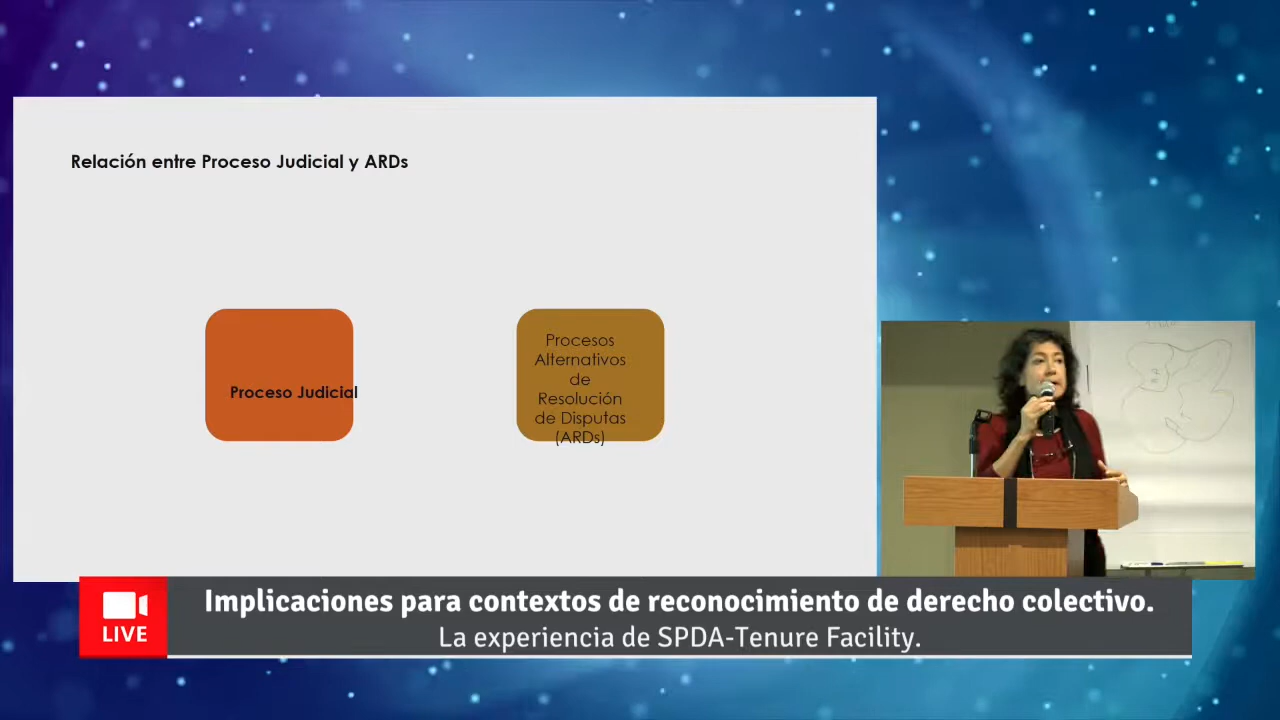 Relación entre Proceso Judicial y ARDs
Proceso Judicial
Procesos
Alternativos
de
Resolución
de Disputas
(ARDs)
LIVE
Implicaciones para contextos de reconocimiento de derecho colectivo.
La experiencia de SPDA-Tenure Facility.